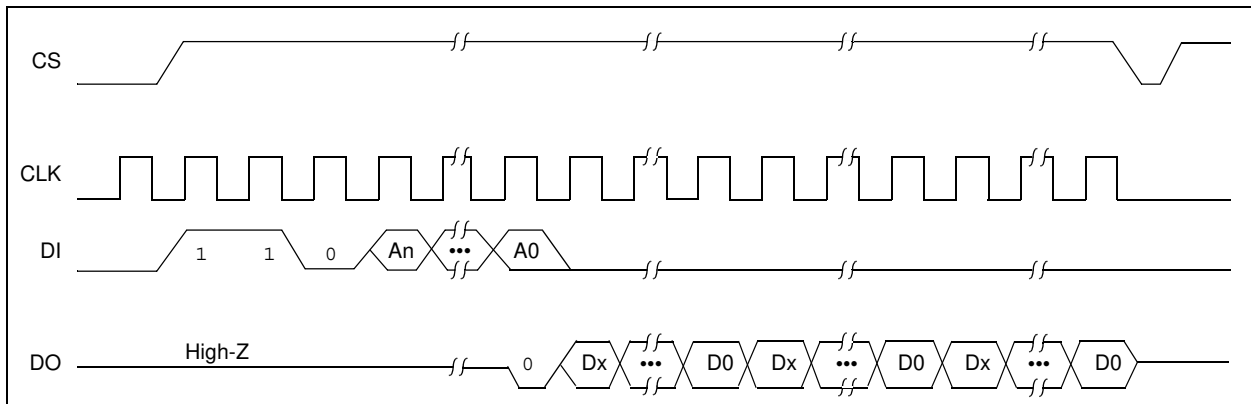 CS
CLK
DI 1 1 0 An ••• A0
High-Z
DO 0 Dx ••• D0 Dx ••• D0 Dx ••• D0